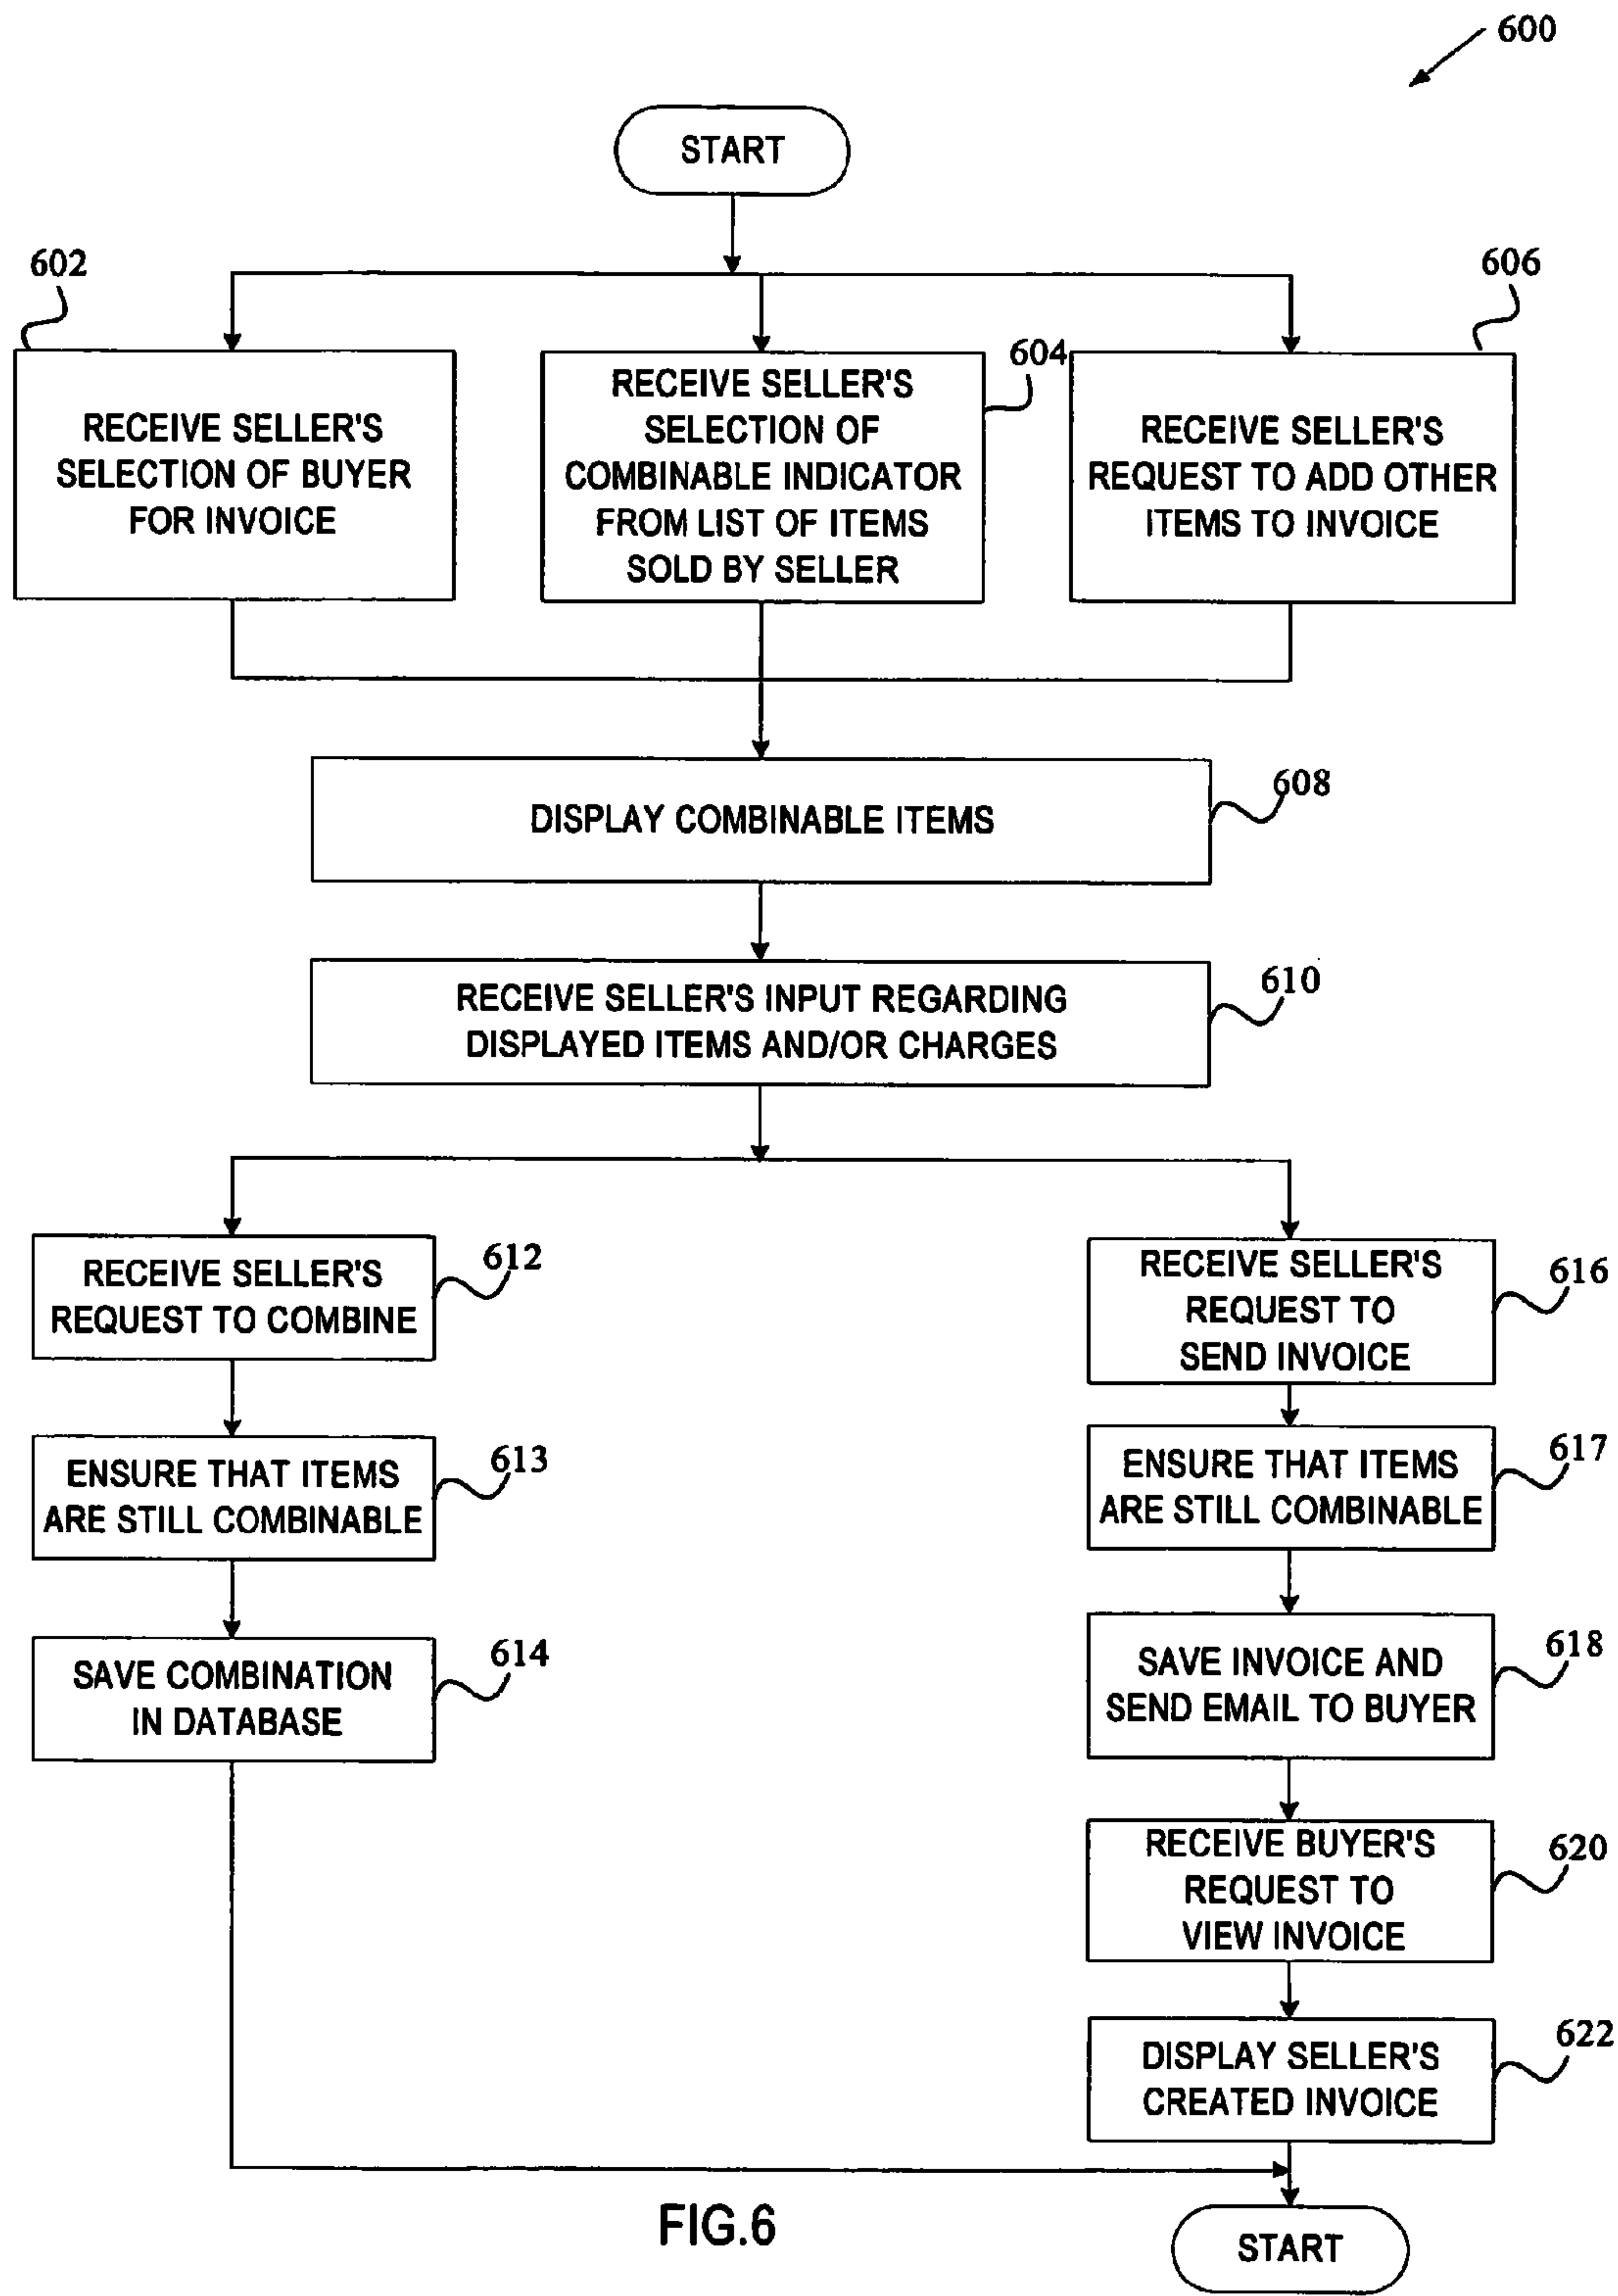 600
START
602
606
RECEIVE SELLER'S
SELECTION OF BUYER
FOR INVOICE
604
RECEIVE SELLER'S
SELECTION OF
COMBINABLE INDICATOR
FROM LIST OF ITEMS
SOLD BY SELLER
RECEIVE SELLER'S
REQUEST TO ADD OTHER
ITEMS TO INVOICE
608
DISPLAY COMBINABLE ITEMS
610
RECEIVE SELLER'S INPUT REGARDING
DISPLAYED ITEMS AND/OR CHARGES
612
RECEIVE SELLER'S
REQUEST TO COMBINE
613
ENSURE THAT ITEMS
ARE STILL COMBINABLE
614
SAVE COMBINATION
IN DATABASE
616
RECEIVE SELLER'S
REQUEST TO
SEND INVOICE
617
ENSURE THAT ITEMS
ARE STILL COMBINABLE
618
SAVE INVOICE AND
SEND EMAIL TO BUYER
620
RECEIVE BUYER'S
REQUEST TO
VIEW INVOICE
622
DISPLAY SELLER'S
CREATED INVOICE
FIG.6
START